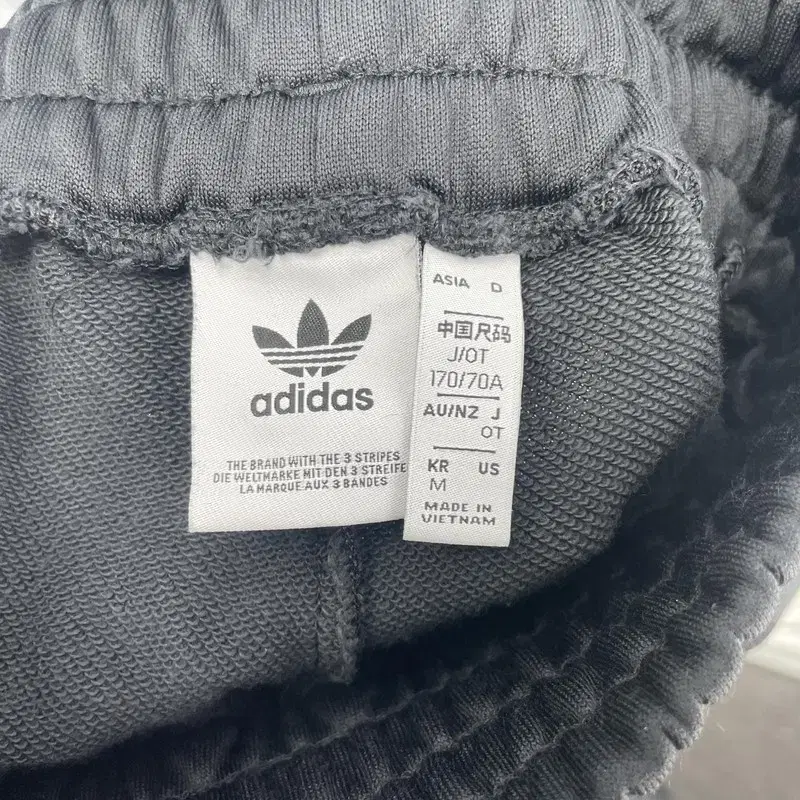 adidas
THE BRAND WITH THE 3 STRIPES
DIE WELTMARKE MIT DEN 3 STREIFE
LA MARQUE AUX 3 BANDES
ASIA D
中国尺码
J/OT
170/70A
AU/NZ J
OT
KR US
M
MADE IN
VIETNAM